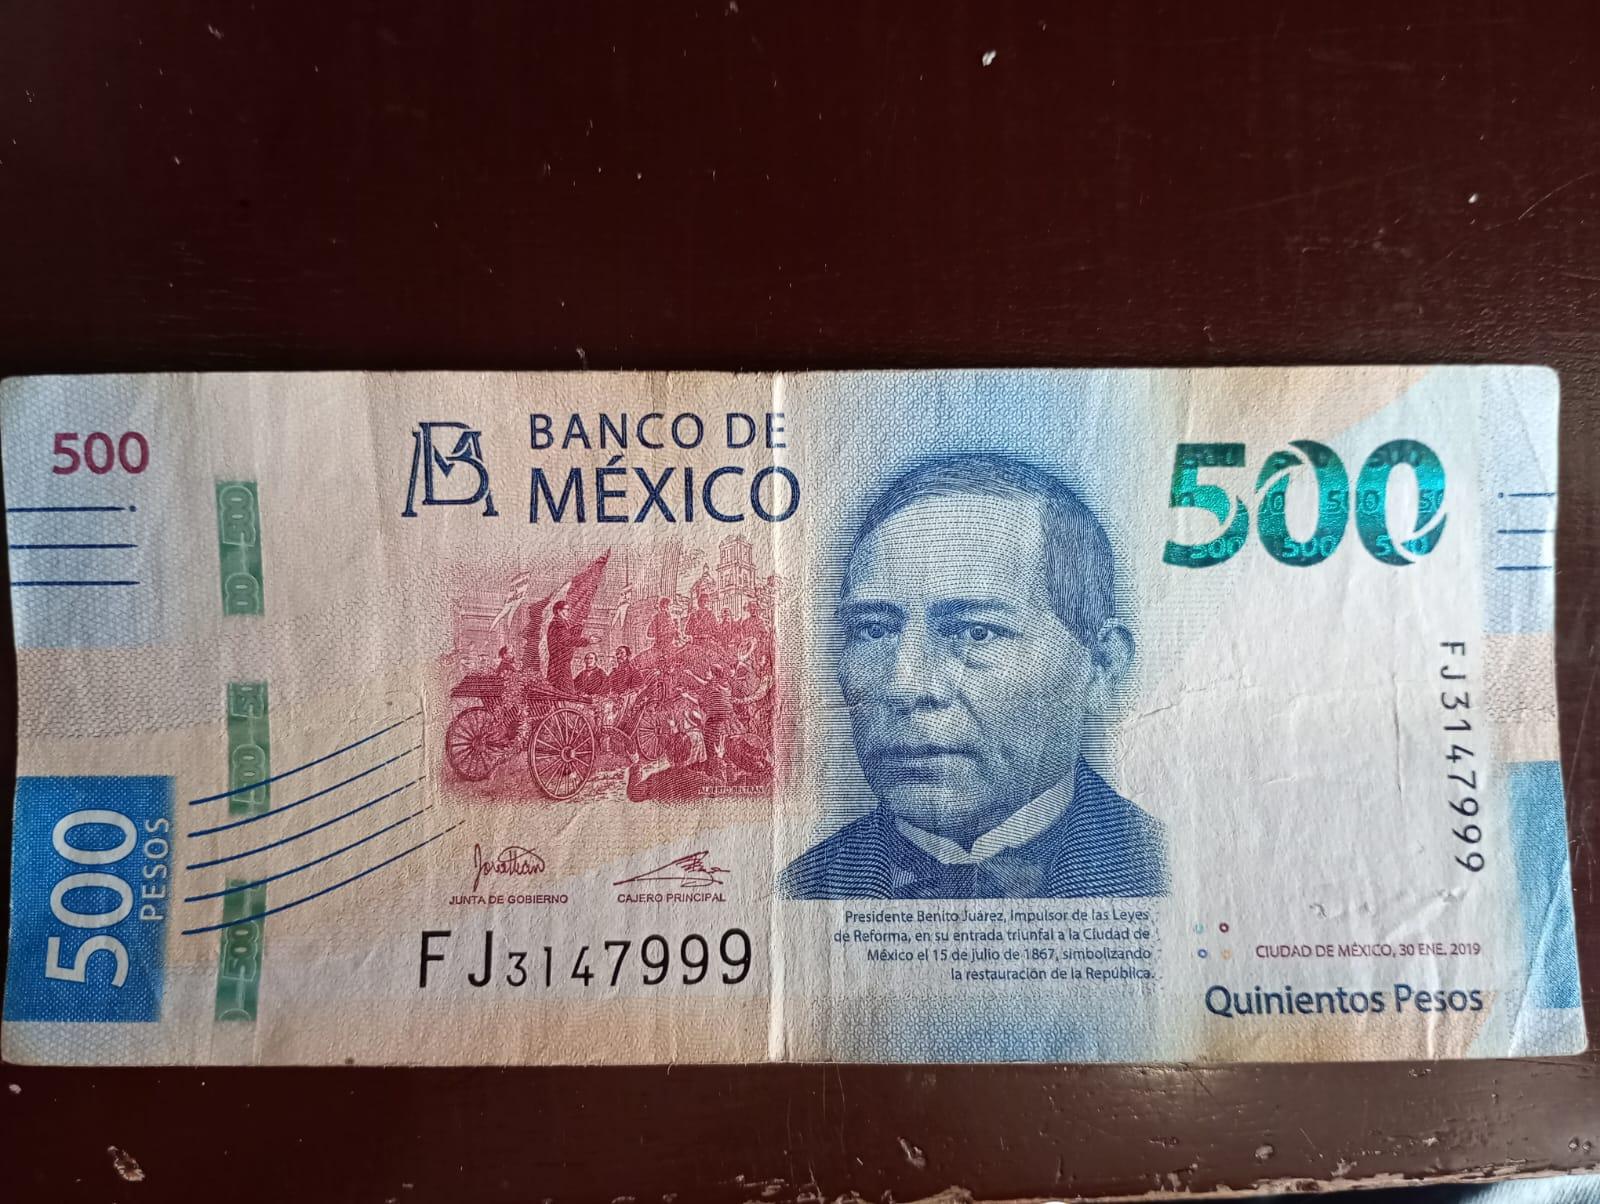 500
BM
BANCO DE
MÉXICO
500
FJ3147999
500
PESOS
ALBERTO BELTRAN
JUNTA DE GOBIERNO
CAJERO PRINCIPAL
FJ3147999
Presidente Benito Juárez, Impulsor de las Leyes
de Reforma, en su entrada triunfal a la Ciudad de
México el 15 de julio de 1867, simbolizando
la restauración de la República.
CIUDAD DE MÉXICO, 30 ENE. 2019
Quinientos Pesos